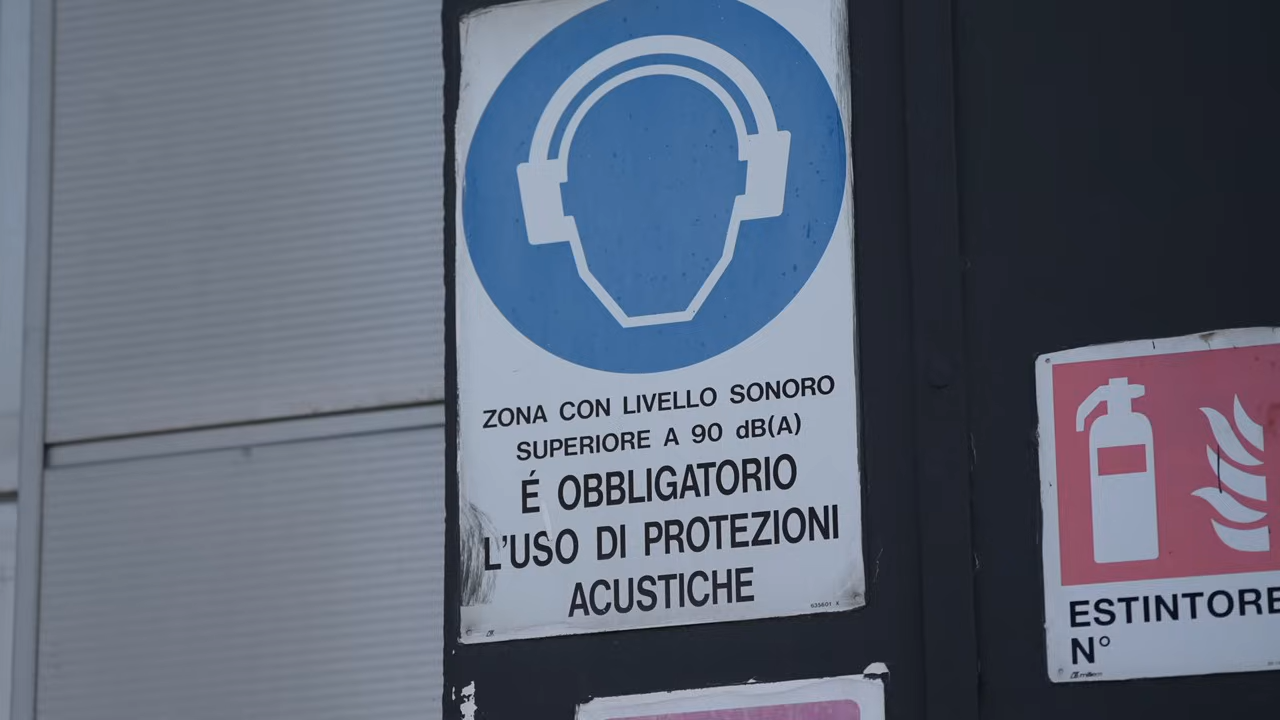 ZONA CON LIVELLO SONORO
SUPERIORE A 90 dB(A)
É OBBLIGATORIO
L'USO DI PROTEZIONI
ACUSTICHE
ESTINTORE
N°